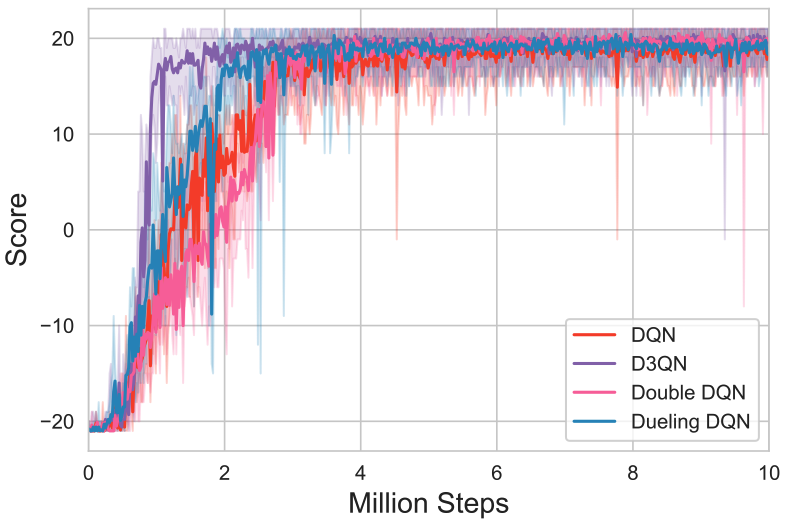 20
10
0
−10
−20
Score
0 2 4 6 8 10
Million Steps
DQN
D3QN
Double DQN
Dueling DQN